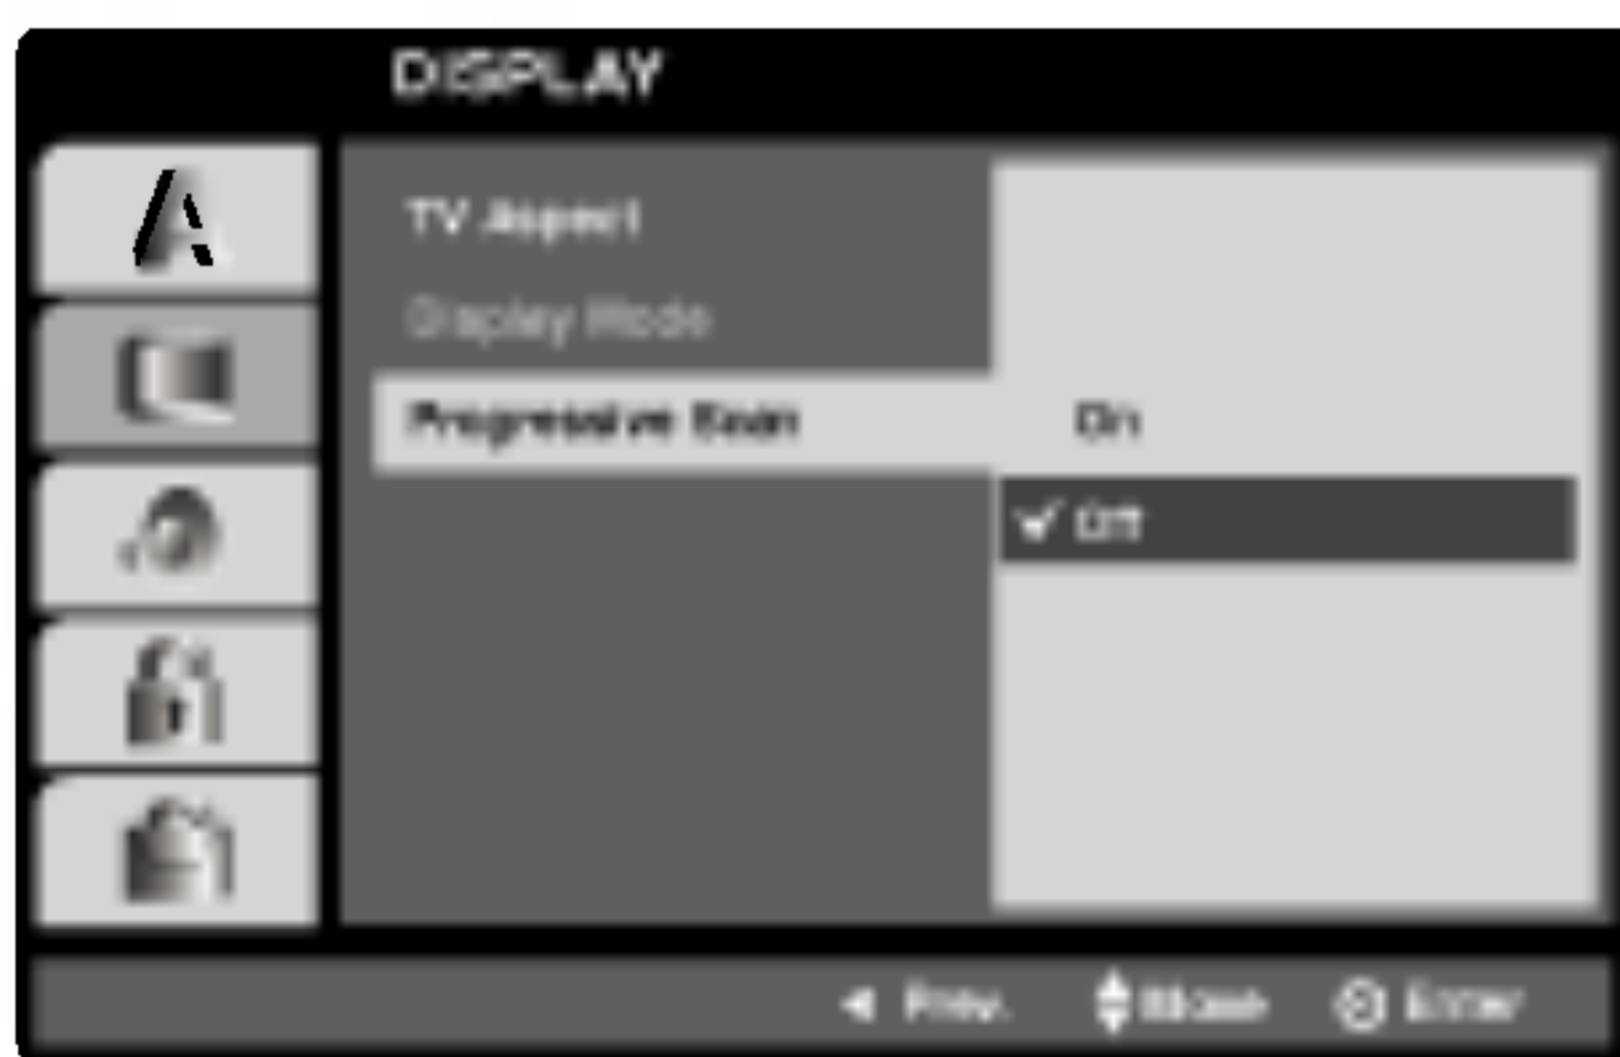 DISPLAY
A
TV Aspect
Display Mode
Progressive Scan
On
Off
Prev.
Move
Enter